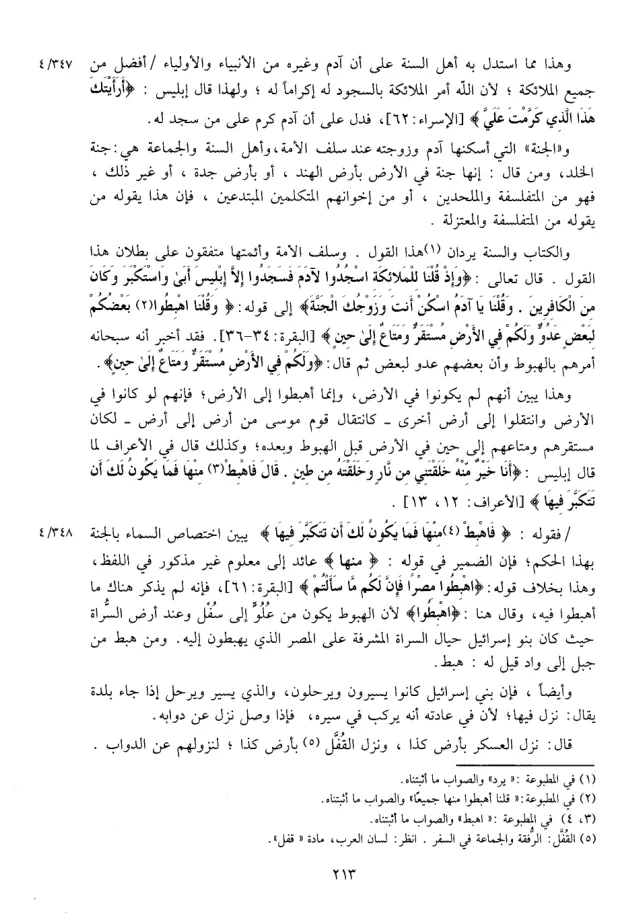 وهذا مما استدل به أهل السنة على أن آدم وغيره من الأنبياء والأولياء /أفضل من ٤/٣٤٧
جميع الملائكة ؛ لأن الله أمر الملائكة بالسجود له إكراماً له ؛ ولهذا قال إبليس : ﴿أَرَأَيْتَكَ
هَذَا الَّذِي كَرَّمْتَ عَلَيَّ ﴾ [الإسراء:٦٢]، فدل على أن آدم كرم على من سجد له.
و«الجنة» التي أسكنها آدم وزوجته عند سلف الأمة، وأهل السنة والجماعة هي: جنة
الخلد، ومن قال : إنها جنة في الأرض بأرض الهند ، أو بأرض جدة ، أو غير ذلك ،
فهو من المتفلسفة والملحدين ، أو من إخوانهم المتكلمين المبتدعين ، فإن هذا يقوله من
يقوله من المتفلسفة والمعتزلة .
والكتاب والسنة يردان (١)هذا القول . وسلف الأمة وأئمتها متفقون على بطلان هذا
القول . قال تعالى :﴿وَإِذْ قُلْنَا لِلْمَلائِكَةِ اسْجُدُوا لآدَمَ فَسَجَدُوا إِلاَّ إِبْلِيسَ أَبَىٰ وَاسْتَكْبَرَ وَكَانَ
مِنَ الْكَافِرِينَ . وَقُلْنَا يَا آدَمُ اسْكُنْ أَنتَ وَزَوْجُكَ الْجَنَّةَ﴾ إلى قوله:﴿ وَقُلْنَا اهْبِطُوا(٢) بَعْضُكُمْ
لِبَعْضٍ عَدُوٌّ وَلَكُمْ فِي الأَرْضِ مُسْتَقَرٌّ وَمَتَاعٌ إِلَىٰ حِينٍ ﴾ [البقرة:٣٤-٣٦]. فقد أخبر أنه سبحانه
أمرهم بالهبوط وأن بعضهم عدو لبعض ثم قال:﴿وَلَكُمْ فِي الأَرْضِ مُسْتَقَرٌّ وَمَتَاعٌ إِلَىٰ حِينٍ﴾.
وهذا يبين أنهم لم يكونوا في الأرض، وإنما أهبطوا إلى الأرض؛ فإنهم لو كانوا في
الأرض وانتقلوا إلى أرض أخرى ـ كانتقال قوم موسى من أرض إلى أرض ـ لكان
مستقرهم ومتاعهم إلى حين في الأرض قبل الهبوط وبعده؛ وكذلك قال في الأعراف لما
قال إبليس :﴿أَنَا خَيْرٌ مِّنْهُ خَلَقْتَنِي مِن نَّارٍ وَخَلَقْتَهُ مِن طِينٍ . قَالَ فَاهْبِطْ(٣) مِنْهَا فَمَا يَكُونُ لَكَ أَن
تَتَكَبَّرَ فِيهَا ﴾ [الأعراف: ١٢، ١٣] .
/ فقوله : ﴿ فَاهْبِطْ (٤)مِنْهَا فَمَا يَكُونُ لَكَ أَن تَتَكَبَّرَ فِيهَا ﴾ يبين اختصاص السماء بالجنة ٤/٣٤٨
بهذا الحكم؛ فإن الضمير في قوله : ﴿ منها ﴾ عائد إلى معلوم غير مذكور في اللفظ،
وهذا بخلاف قوله:﴿اهْبِطُوا مِصْراً فَإِنَّ لَكُم مَّا سَأَلْتُمْ ﴾ [البقرة:٦١]، فإنه لم يذكر هناك ما
أهبطوا فيه، وقال هنا :﴿اهْبِطُوا﴾ لأن الهبوط يكون من عُلُوٍّ إلى سُفْل وعند أرض السَّراة
حيث كان بنو إسرائيل حيال السراة المشرفة على المصر الذي يهبطون إليه. ومن هبط من
جبل إلى واد قيل له : هبط.
وأيضاً ، فإن بني إسرائيل كانوا يسيرون ويرحلون، والذي يسير ويرحل إذا جاء بلدة
يقال: نزل فيها؛ لأن في عادته أنه يركب في سيره، فإذا وصل نزل عن دوابه.
قال: نزل العسكر بأرض كذا ، ونزل القُفَّل (٥) بأرض كذا ؛ لنزولهم عن الدواب .
(١) في المطبوعة :« يرد» والصواب ما أثبتناه.
(٢) في المطبوعة:« قلنا أهبطوا منها جميعًا» والصواب ما أثبتناه.
(٣، ٤) في المطبوعة : « اهبط» والصواب ما أثبتناه.
(٥) القُفَّل: الرُّفقة والجماعة في السفر . انظر: لسان العرب، مادة « قفل».
٢١٣